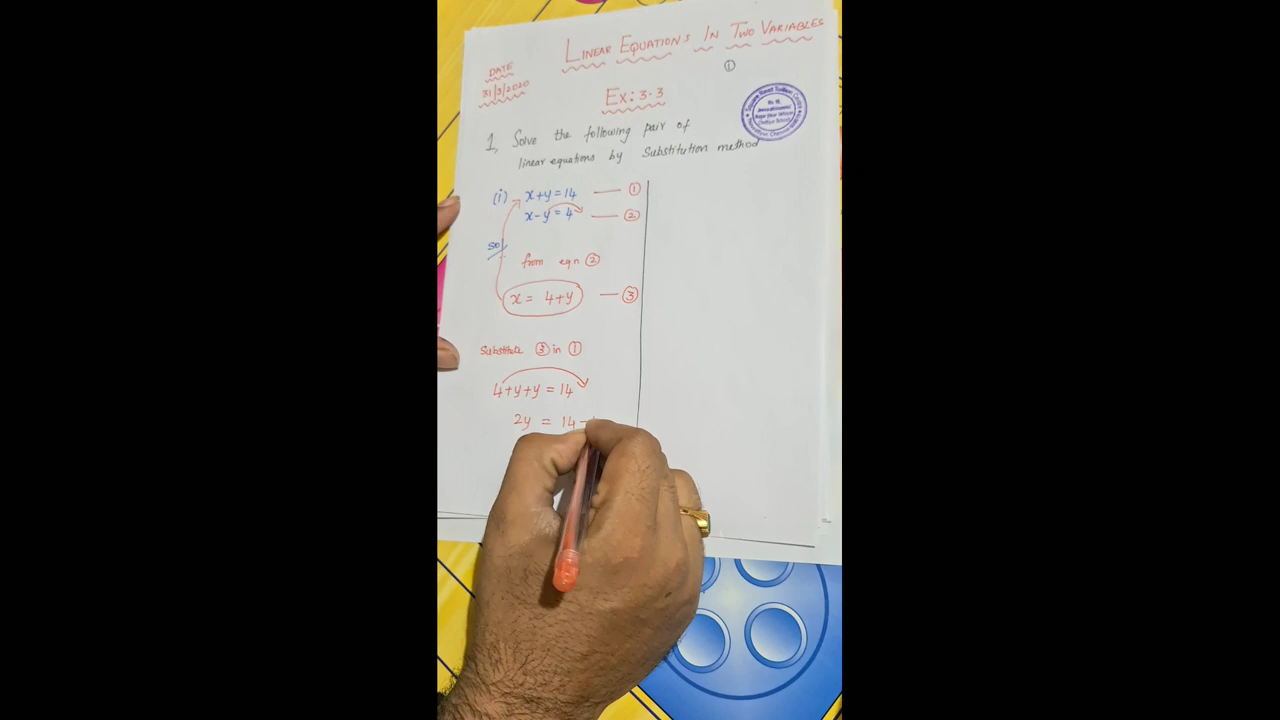 LINEAR EQUATIONS IN TWO VARIABLES
①
DATE
31/3/2020
Ex: 3.3
1, Solve the following pair of
linear equations by Substitution method
(i) x+y = 14 —— ①
x-y = 4 —— ②
Sol
from eqn ②
x = 4+y —— ③
Substitute ③ in ①
4+y+y = 14
2y = 14 -